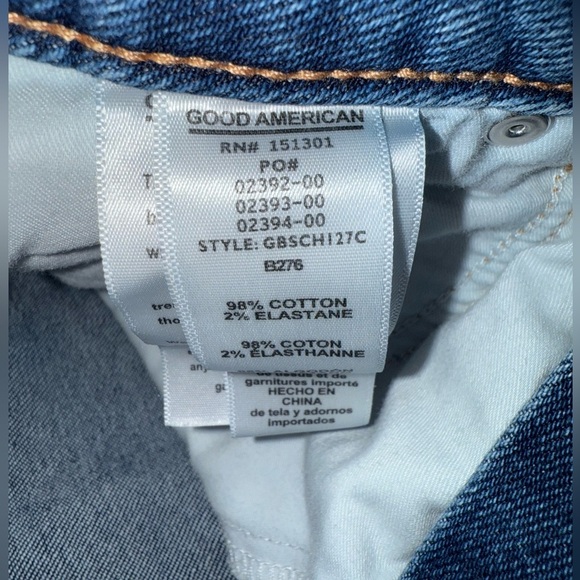 GOOD AMERICAN
RN# 151301
PO#
02392-00
02393-00
02394-00
STYLE: GBSCH127C
B276
98% COTTON
2% ELASTANE
98% COTON
2% ÉLASTHANNE
garnitures importé
HECHO EN
CHINA
de tela y adornos
importados